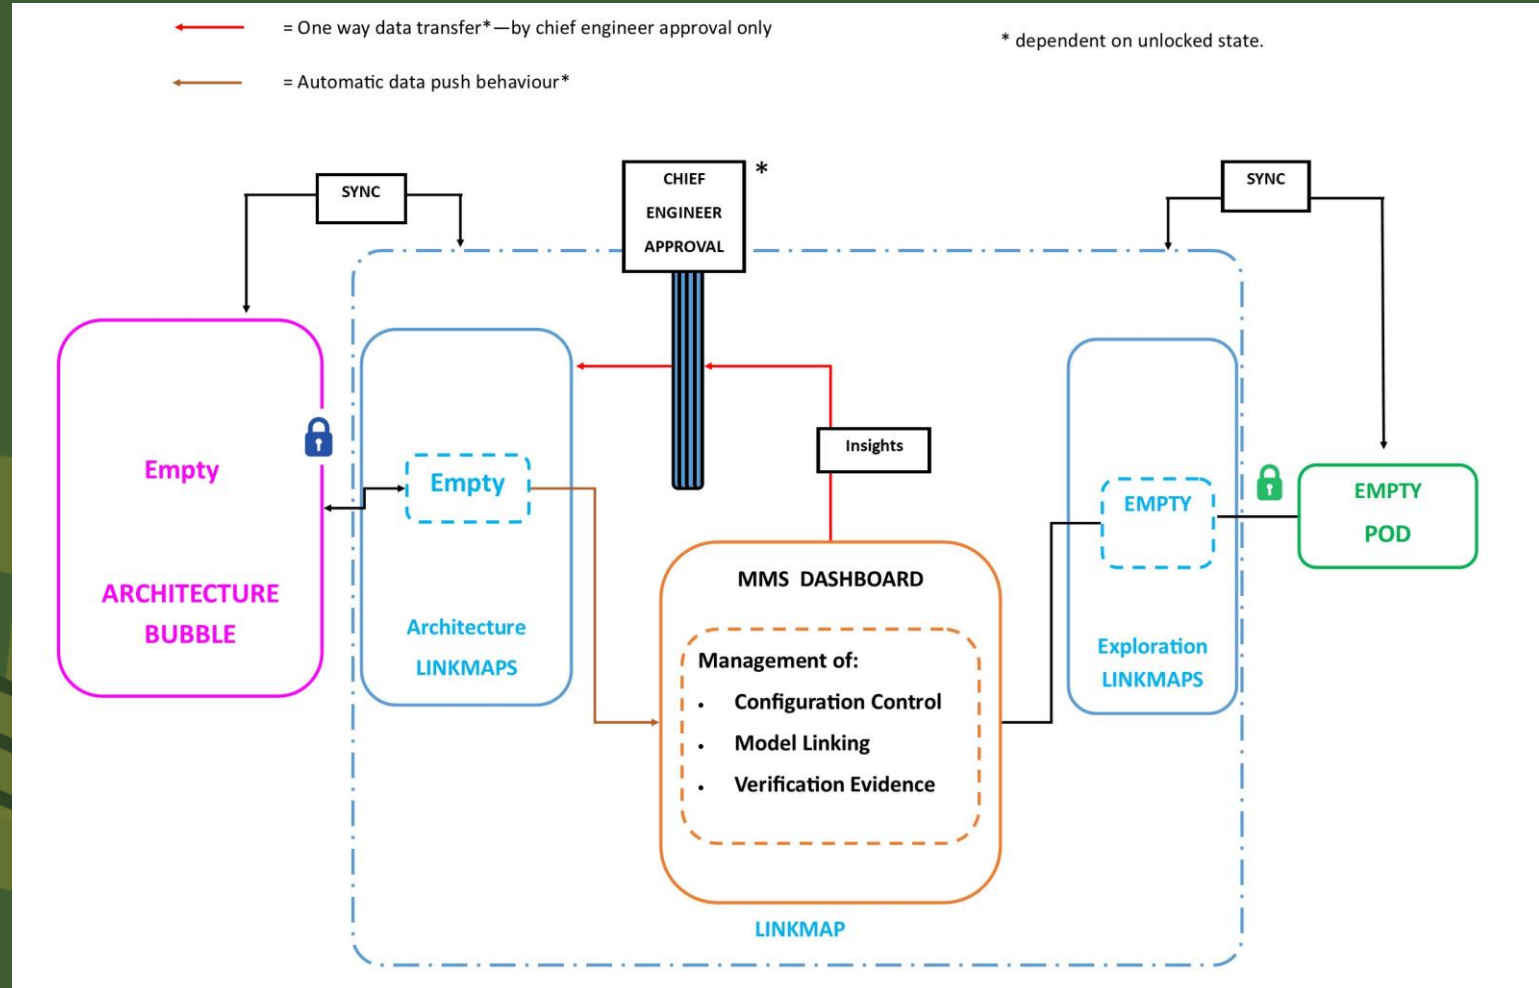 = One way data transfer*—by chief engineer approval only
* dependent on unlocked state.
= Automatic data push behaviour*
SYNC
CHIEF
ENGINEER
APPROVAL
*
SYNC
Insights
Empty
Empty
EMPTY
EMPTY
POD
ARCHITECTURE
BUBBLE
Architecture
LINKMAPS
MMS DASHBOARD
Management of:
• Configuration Control
• Model Linking
• Verification Evidence
Exploration
LINKMAPS
LINKMAP